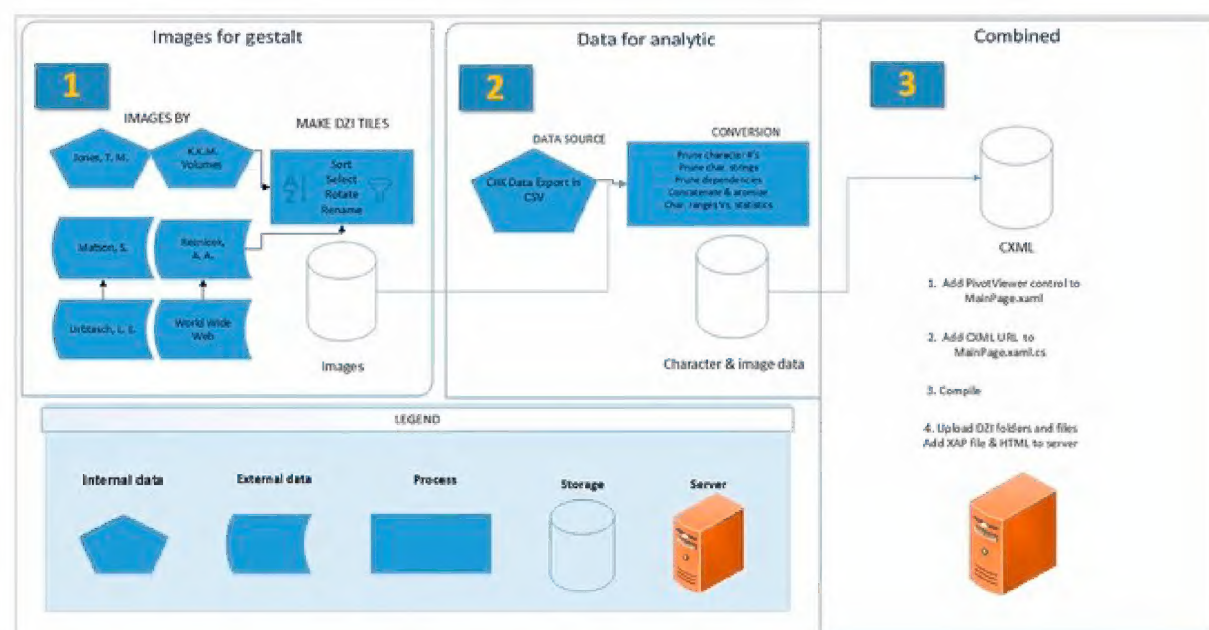 Images for gestalt
1
IMAGES BY
Jones, T. M.
K.K.M.
Volumes
MAKE DZI TILES
Sort
Select
Rotate
Rename
A
Z
Matson, S.
Reznicek,
A. A.
Urbtasch, L. E.
World Wide
Web
Images
Data for analytic
2
DATA SOURCE
CHK Data Export in
CSV
CONVERSION
Prune character #'s
Prune char. strings
Prune dependencies
Concatenate & atomize
Char. ranges Vs. statistics
Character & image data
Combined
3
CXML
1. Add PivotViewer control to
MainPage.xaml
2. Add CXML URL to
MainPage.xaml.cs
3. Compile
4. Upload DZI folders and files
Add XAP file & HTML to server
LEGEND
Internal data
External data
Process
Storage
Server